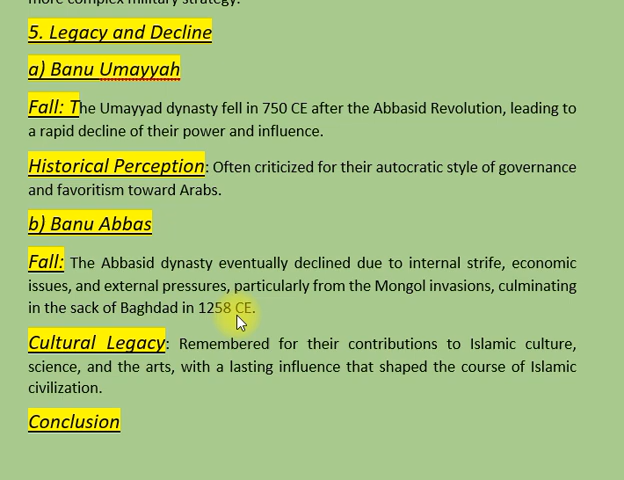 more complex military strategy.
5. Legacy and Decline
a) Banu Umayyah
Fall: The Umayyad dynasty fell in 750 CE after the Abbasid Revolution, leading to
a rapid decline of their power and influence.
Historical Perception: Often criticized for their autocratic style of governance
and favoritism toward Arabs.
b) Banu Abbas
Fall: The Abbasid dynasty eventually declined due to internal strife, economic
issues, and external pressures, particularly from the Mongol invasions, culminating
in the sack of Baghdad in 1258 CE.
Cultural Legacy: Remembered for their contributions to Islamic culture,
science, and the arts, with a lasting influence that shaped the course of Islamic
civilization.
Conclusion